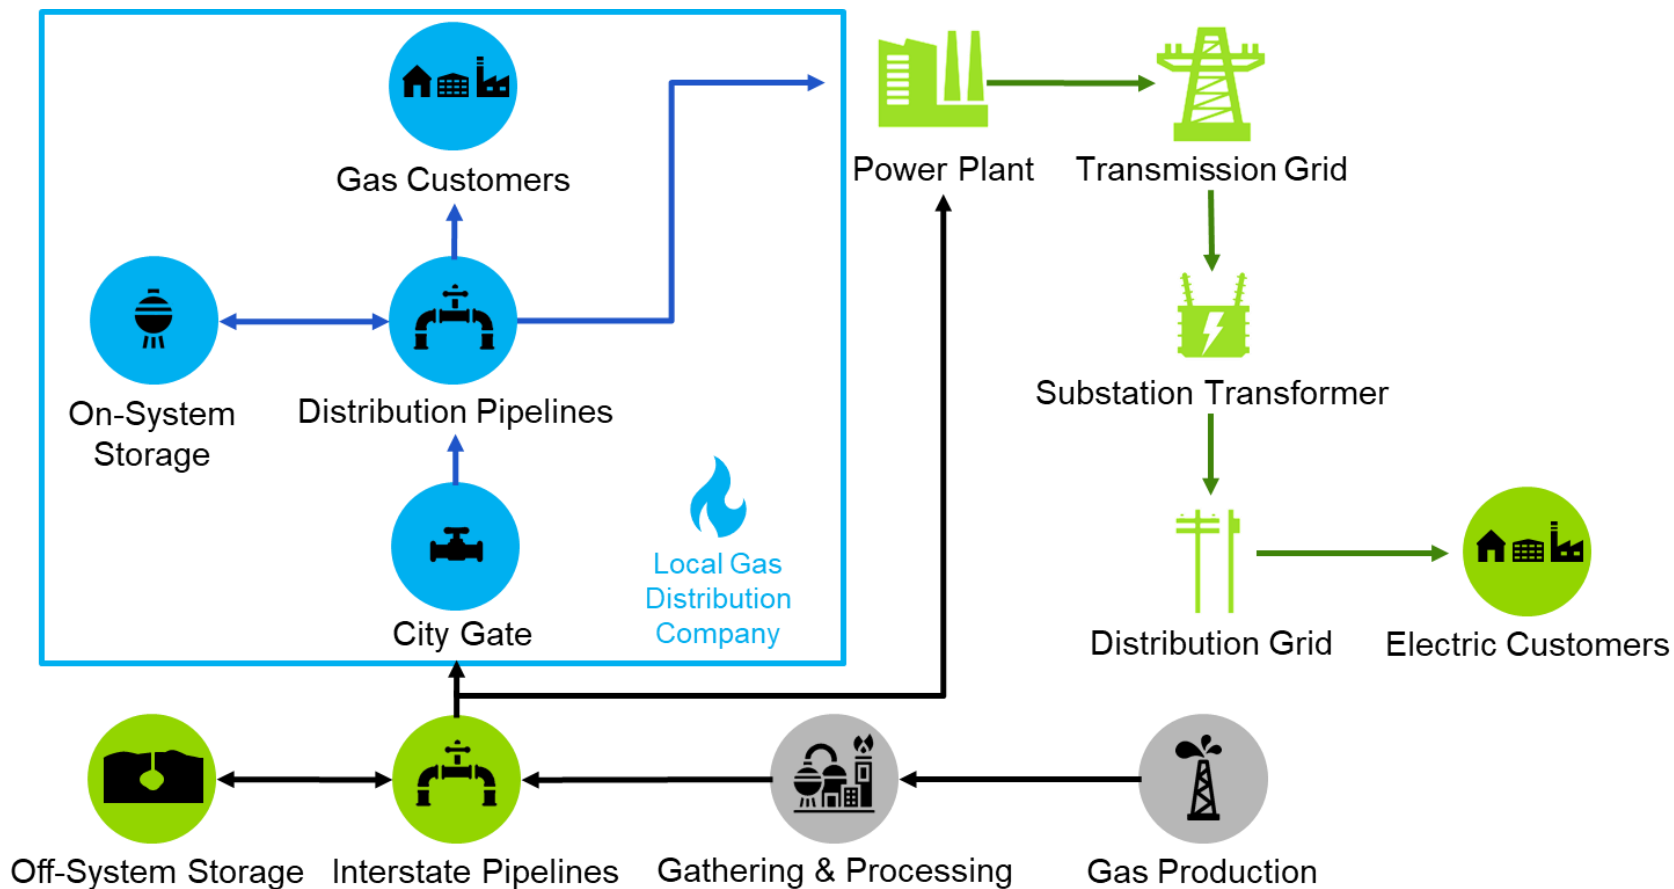 Gas Customers
Power Plant
Transmission Grid
On-System
Storage
Distribution Pipelines
Substation Transformer
Local Gas
Distribution
Company
City Gate
Distribution Grid
Electric Customers
Off-System Storage
Interstate Pipelines
Gathering & Processing
Gas Production